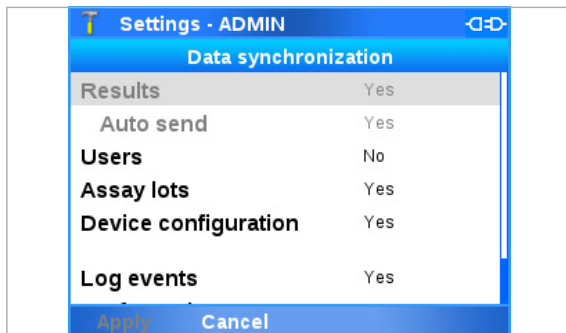 Settings - ADMIN
Data synchronization
Results Yes
Auto send Yes
Users No
Assay lots Yes
Device configuration Yes
Log events Yes
Apply Cancel